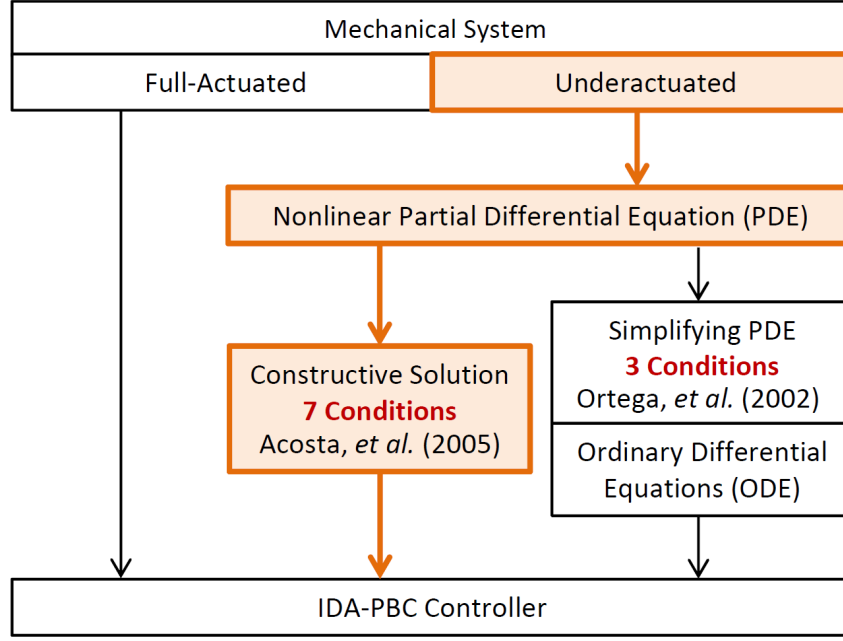 Mechanical System
Full-Actuated
Underactuated
Nonlinear Partial Differential Equation (PDE)
Constructive Solution
7 Conditions
Acosta, et al. (2005)
Simplifying PDE
3 Conditions
Ortega, et al. (2002)
Ordinary Differential
Equations (ODE)
IDA-PBC Controller